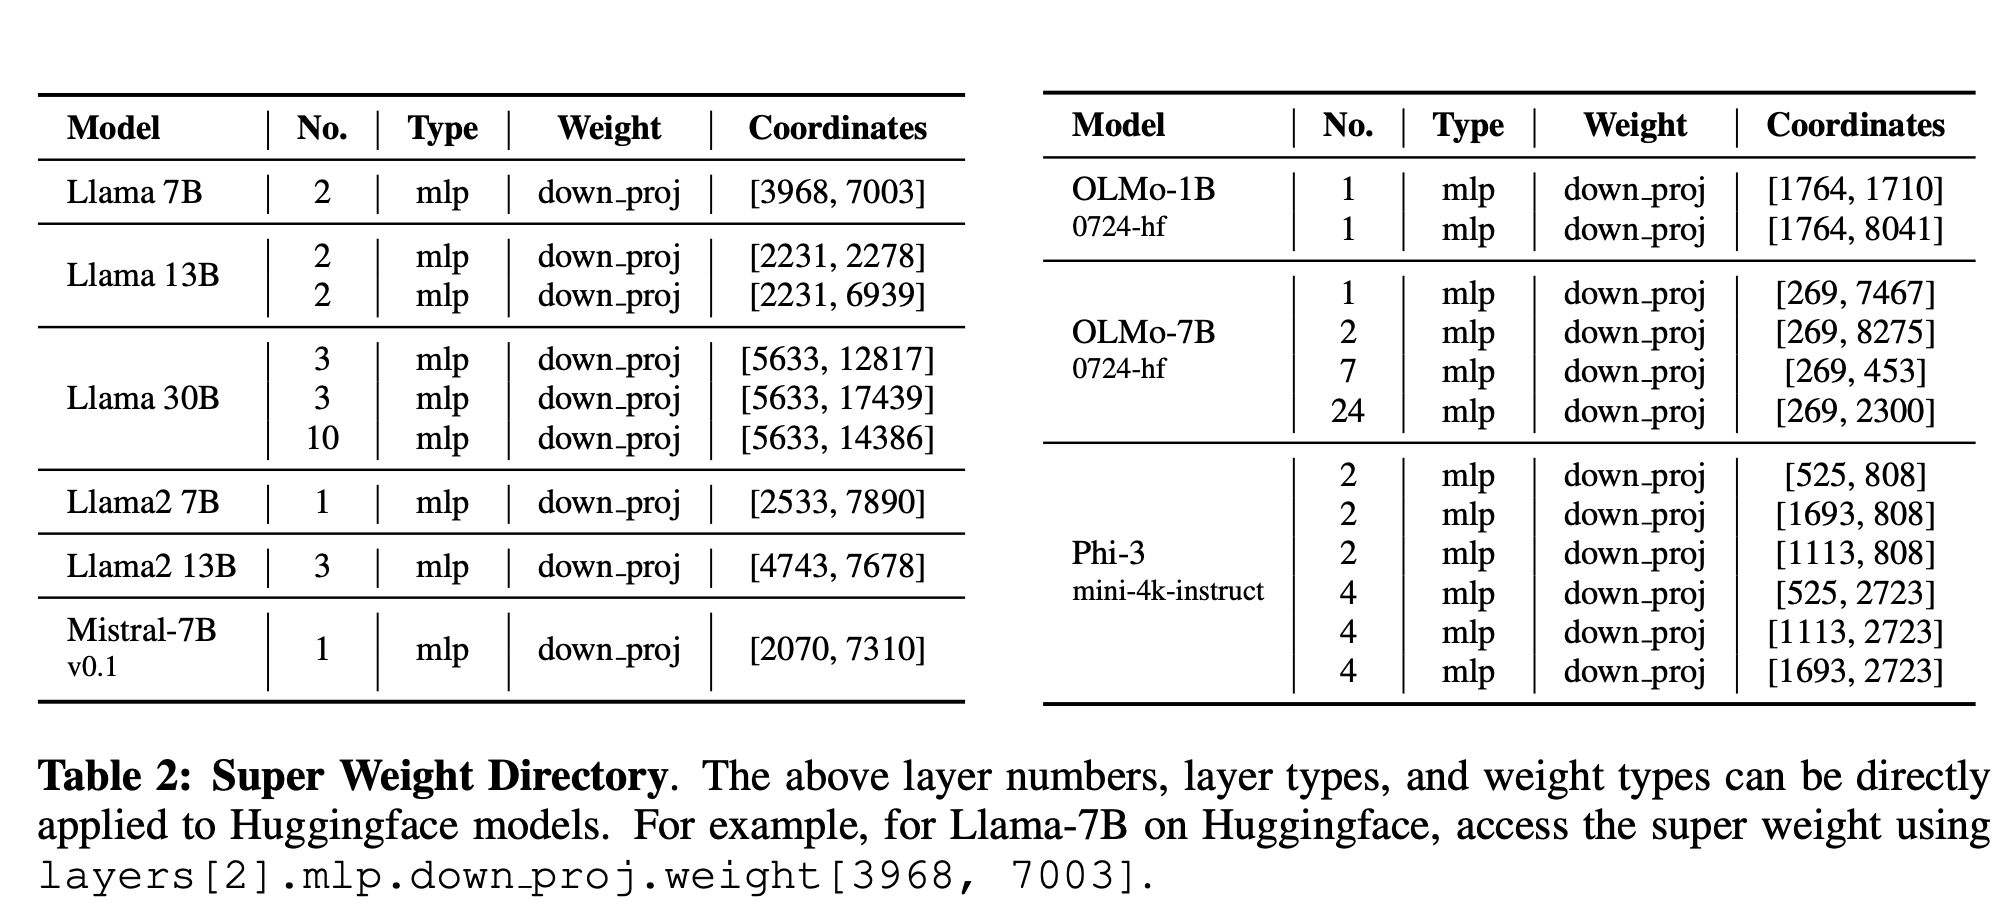 Model No. Type Weight Coordinates
Llama 7B 2 mlp down_proj [3968, 7003]
Llama 13B 2 mlp down_proj [2231, 2278]
2 mlp down_proj [2231, 6939]
Llama 30B 3 mlp down_proj [5633, 12817]
3 mlp down_proj [5633, 17439]
10 mlp down_proj [5633, 14386]
Llama2 7B 1 mlp down_proj [2533, 7890]
Llama2 13B 3 mlp down_proj [4743, 7678]
Mistral-7B
v0.1 1 mlp down_proj [2070, 7310]
Model No. Type Weight Coordinates
OLMo-1B 1 mlp down_proj [1764, 1710]
0724-hf 1 mlp down_proj [1764, 8041]
1 mlp down_proj [269, 7467]
OLMo-7B 2 mlp down_proj [269, 8275]
0724-hf 7 mlp down_proj [269, 453]
24 mlp down_proj [269, 2300]
2 mlp down_proj [525, 808]
2 mlp down_proj [1693, 808]
Phi-3 2 mlp down_proj [1113, 808]
mini-4k-instruct 4 mlp down_proj [525, 2723]
4 mlp down_proj [1113, 2723]
4 mlp down_proj [1693, 2723]
Table 2: Super Weight Directory. The above layer numbers, layer types, and weight types can be directly
applied to Huggingface models. For example, for Llama-7B on Huggingface, access the super weight using
layers[2].mlp.down_proj.weight[3968, 7003].